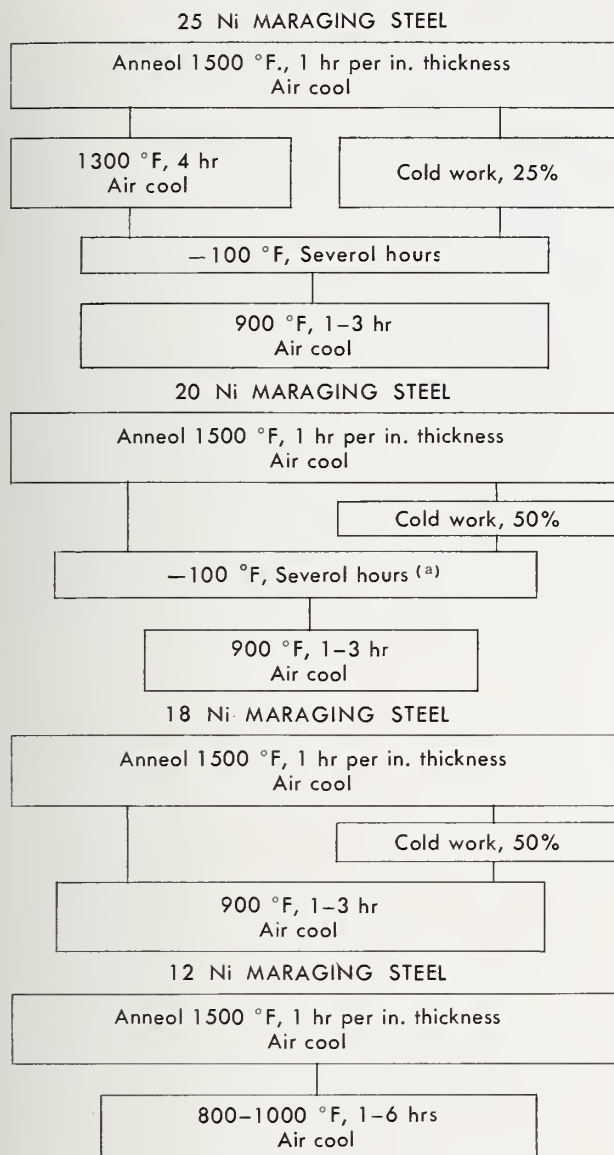 25 Ni MARAGING STEEL
Anneol 1500 °F., 1 hr per in. thickness
Air cool
1300 °F, 4 hr
Air cool
Cold work, 25%
—100 °F, Severol hours
900 °F, 1–3 hr
Air cool
20 Ni MARAGING STEEL
Anneol 1500 °F, 1 hr per in. thickness
Air cool
Cold work, 50%
—100 °F, Severol hours (a)
900 °F, 1–3 hr
Air cool
18 Ni MARAGING STEEL
Anneol 1500 °F, 1 hr per in. thickness
Air cool
Cold work, 50%
900 °F, 1–3 hr
Air cool
12 Ni MARAGING STEEL
Anneol 1500 °F, 1 hr per in. thickness
Air cool
800–1000 °F, 1–6 hrs
Air cool